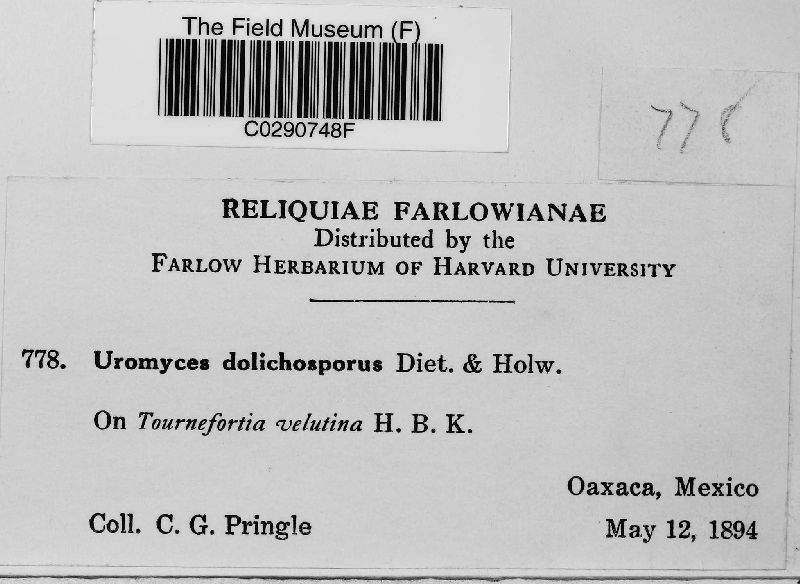 The Field Museum (F)
C0290748F
778
RELIQUIAE FARLOWIANAE
Distributed by the
FARLOW HERBARIUM OF HARVARD UNIVERSITY
778. Uromyces dolichosporus Diet. & Holw.
On Tournefortia velutina H. B. K.
Oaxaca, Mexico
Coll. C. G. Pringle
May 12, 1894